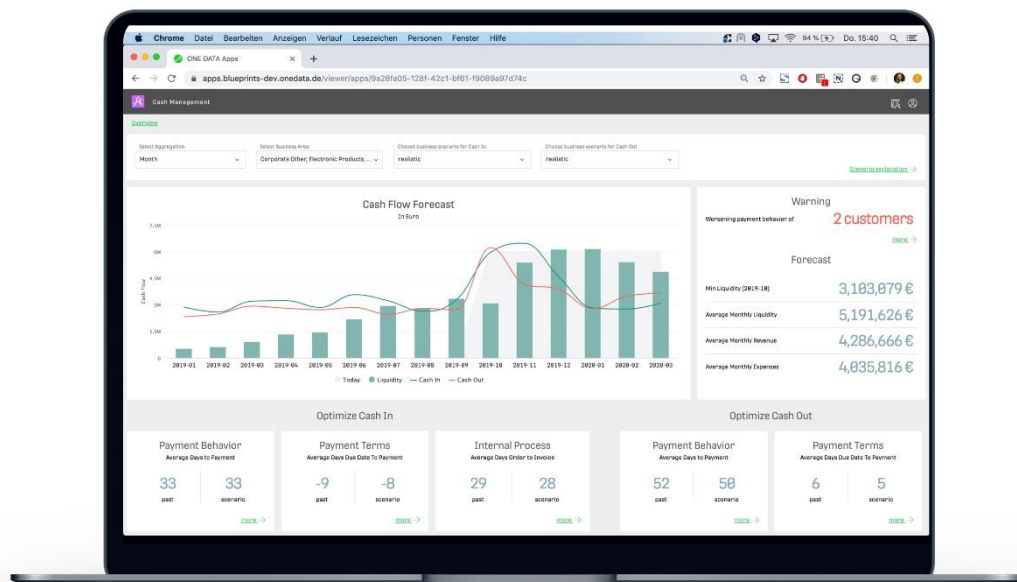 Chrome Datei Bearbeiten Anzeigen Verlauf Lesezeichen Personen Fenster Hilfe 94 % Do. 15:40
ONE DATA Apps
apps.blueprints-dev.onedata.de/viewer/apps/9a28fa05-128f-42c1-bf61-f9089a97d74c
Cash Management
Overview
Select Aggregation Select Business Area Choose business scenario for Cash In Choose business scenario for Cash Out
Month Corporate Other, Electronic Products, ... realistic realistic
Scenario explanation →
Cash Flow Forecast
In Euro
7.5M
6M
4.5M
3M
1.5M
0
Cash Flow
2019-01 2019-02 2019-03 2019-04 2019-05 2019-06 2019-07 2019-08 2019-09 2019-10 2019-11 2019-12 2020-01 2020-02 2020-03
Today Liquidity Cash In Cash Out
Warning
Worsening payment behavior of 2 customers
more →
Forecast
Min Liquidity (2019-10) 3,103,079 €
Average Monthly Liquidity 5,191,626 €
Average Monthly Revenue 4,286,666 €
Average Monthly Expenses 4,035,816 €
Optimize Cash In
Payment Behavior
Average Days to Payment
33 33
past scenario
more →
Payment Terms
Average Days Due Date To Payment
-9 -8
past scenario
more →
Internal Process
Average Days Order to Invoice
29 28
past scenario
more →
Optimize Cash Out
Payment Behavior
Average Days to Payment
52 50
past scenario
more →
Payment Terms
Average Days Due Date To Payment
6 5
past scenario
more →